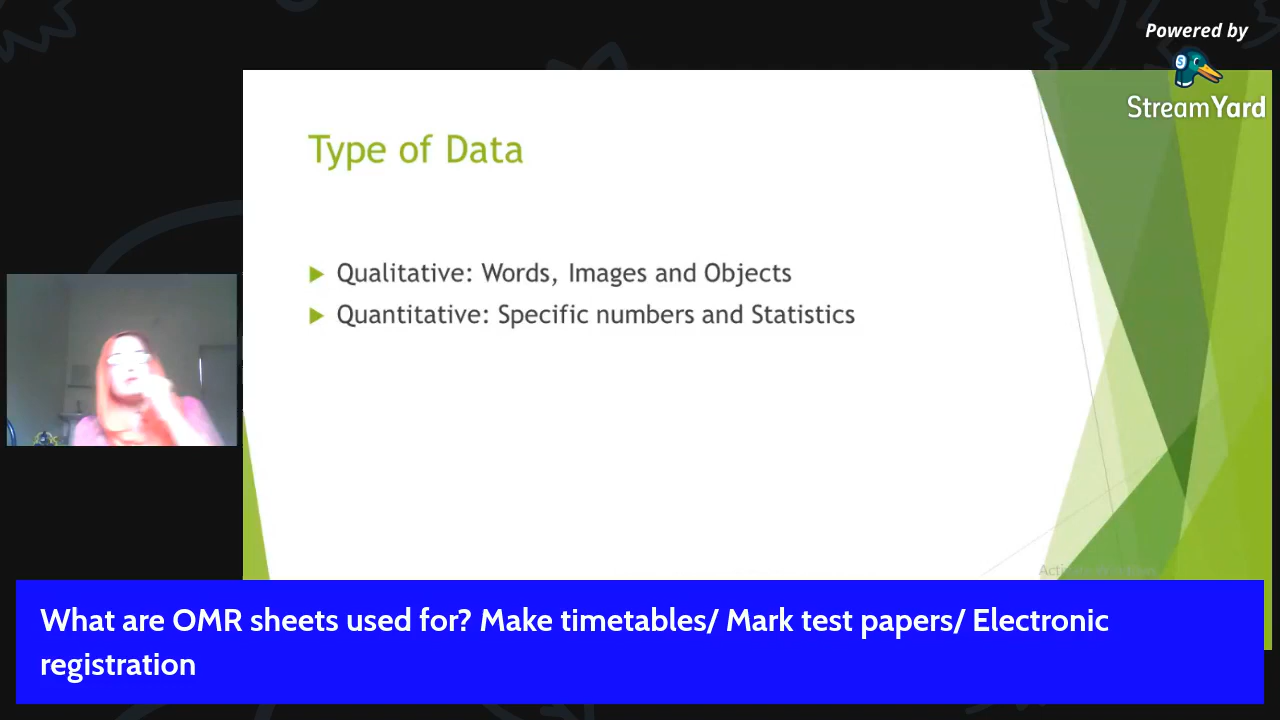 Powered by
StreamYard
Type of Data
Qualitative: Words, Images and Objects
Quantitative: Specific numbers and Statistics
What are OMR sheets used for? Make timetables/ Mark test papers/ Electronic
registration